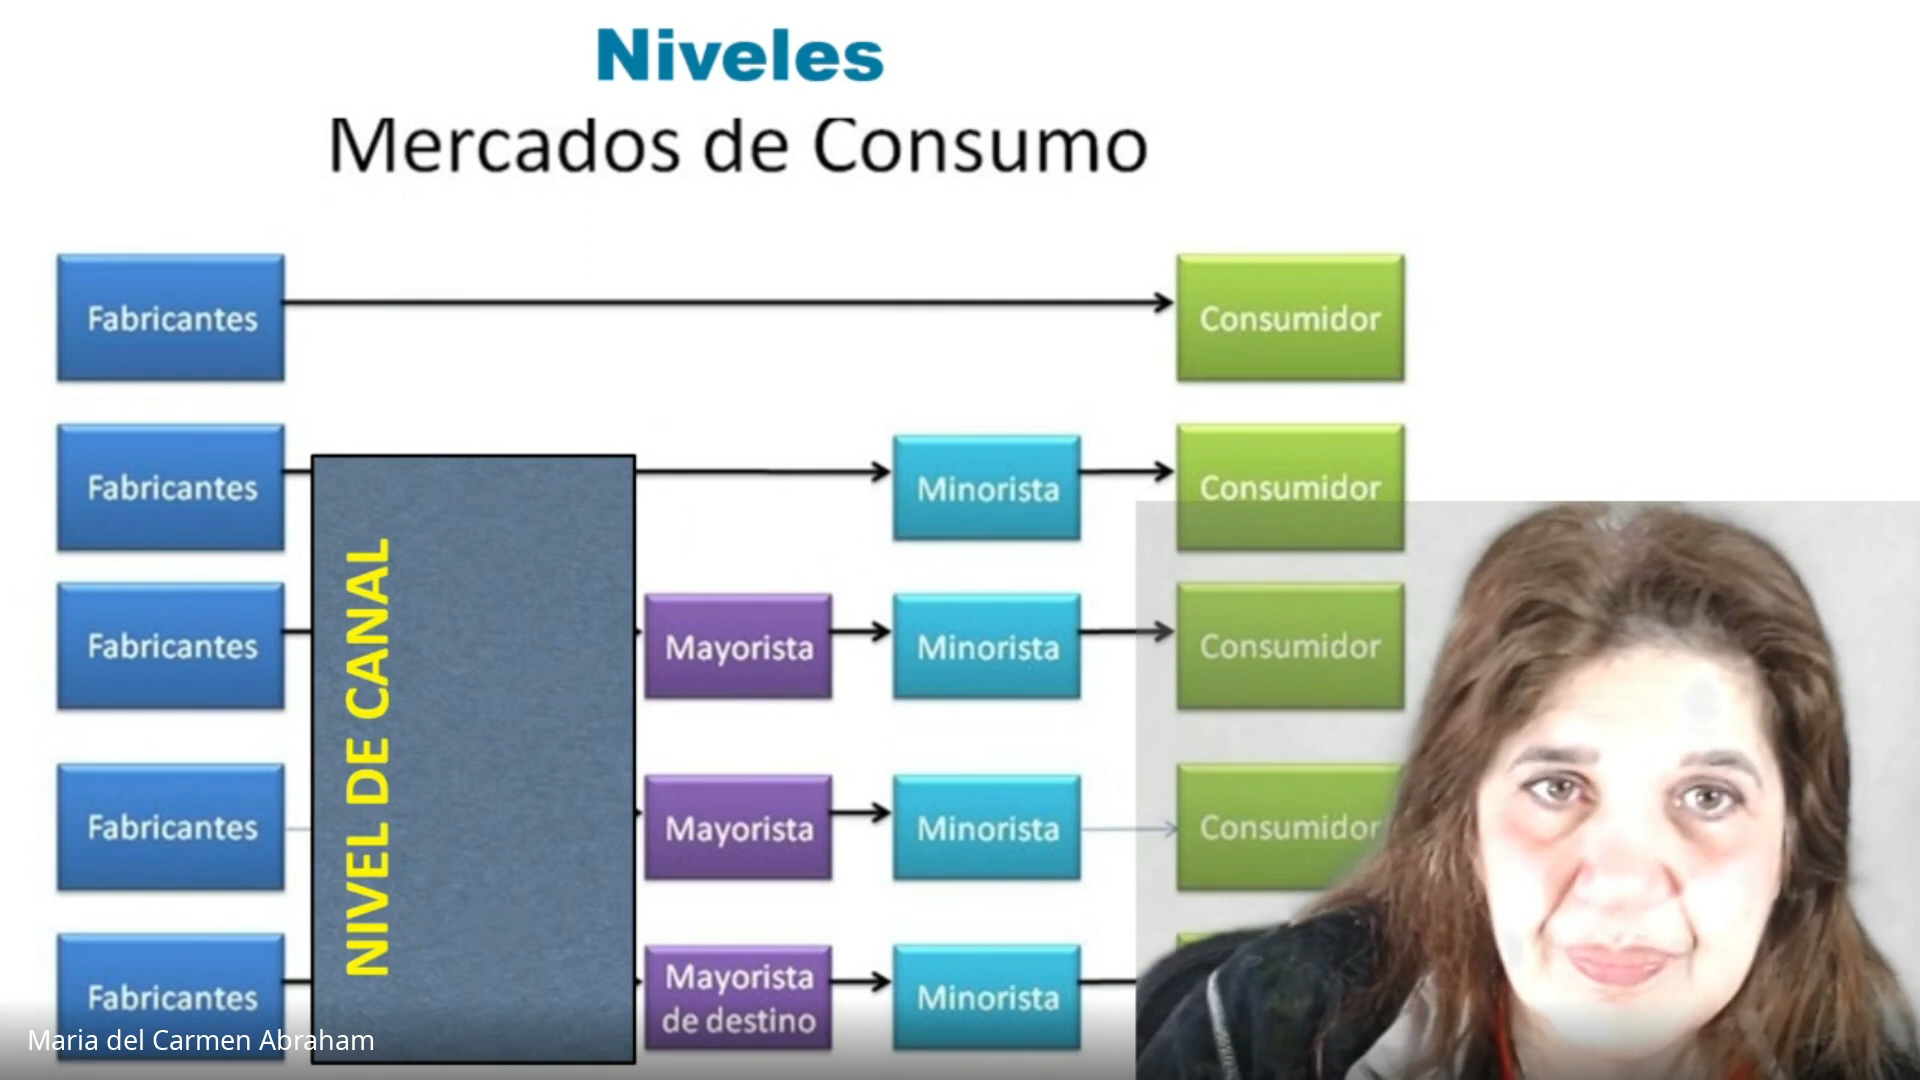 Niveles
Mercados de Consumo
Fabricantes
Consumidor
Fabricantes
Minorista
Consumidor
NIVEL DE CANAL
Fabricantes
Mayorista
Minorista
Consumidor
Fabricantes
Mayorista
Minorista
Consumidor
Fabricantes
Mayorista
de destino
Minorista
Maria del Carmen Abraham